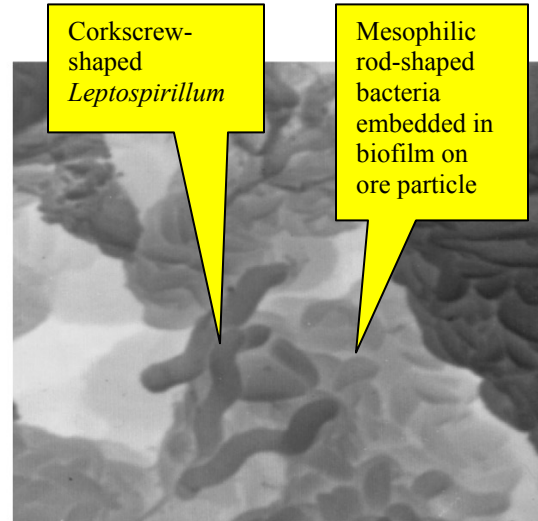 Corkscrew-
shaped
Leptospirillum
Mesophilic
rod-shaped
bacteria
embedded in
biofilm on
ore particle